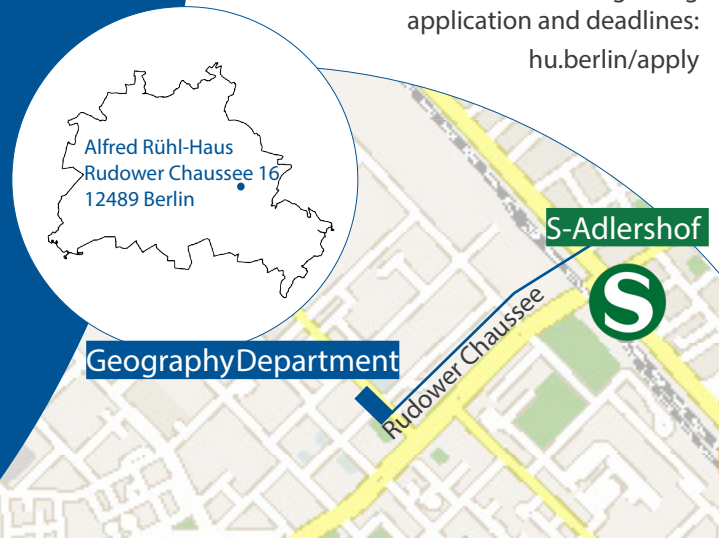 application and deadlines:
hu.berlin/apply
Alfred Rühl-Haus
Rudower Chaussee 16
12489 Berlin
S-Adlershof
S
GeographyDepartment
Rudower Chaussee